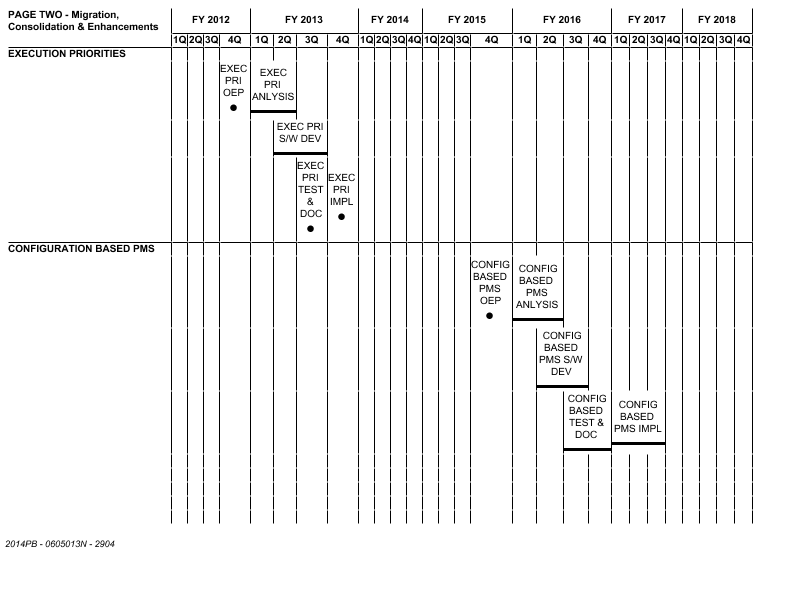 PAGE TWO - Migration,
Consolidation & Enhancements
FY 2012 FY 2013 FY 2014 FY 2015 FY 2016 FY 2017 FY 2018
1Q 2Q 3Q 4Q 1Q 2Q 3Q 4Q 1Q 2Q 3Q 4Q 1Q 2Q 3Q 4Q 1Q 2Q 3Q 4Q 1Q 2Q 3Q 4Q 1Q 2Q 3Q 4Q
EXECUTION PRIORITIES
EXEC
PRI
OEP
EXEC
PRI
ANLYSIS
EXEC PRI
S/W DEV
EXEC
PRI
TEST
&
DOC
EXEC
PRI
IMPL
CONFIGURATION BASED PMS
CONFIG
BASED
PMS
OEP
CONFIG
BASED
PMS
ANLYSIS
CONFIG
BASED
PMS S/W
DEV
CONFIG
BASED
TEST &
DOC
CONFIG
BASED
PMS IMPL
2014PB - 0605013N - 2904